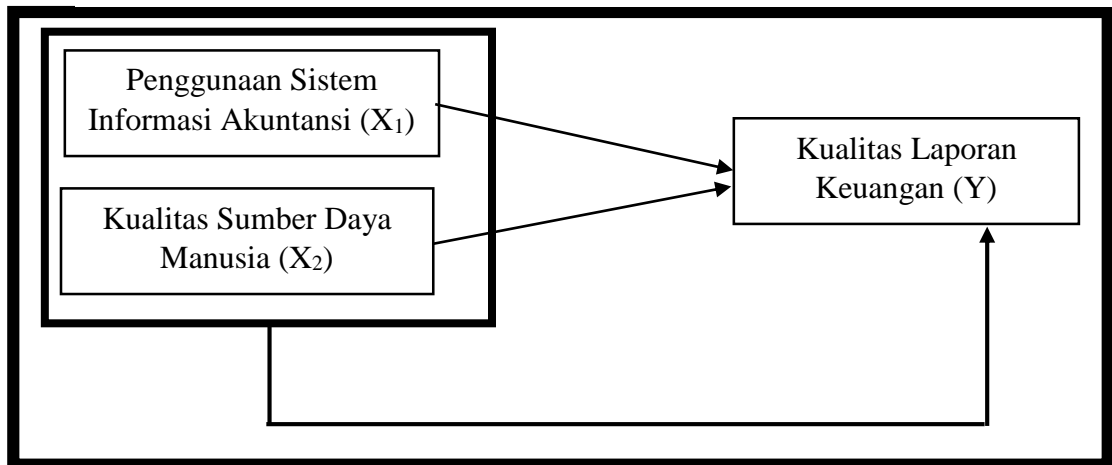 Penggunaan Sistem
Informasi Akuntansi (X₁)
Kualitas Sumber Daya
Manusia (X₂)
Kualitas Laporan
Keuangan (Y)